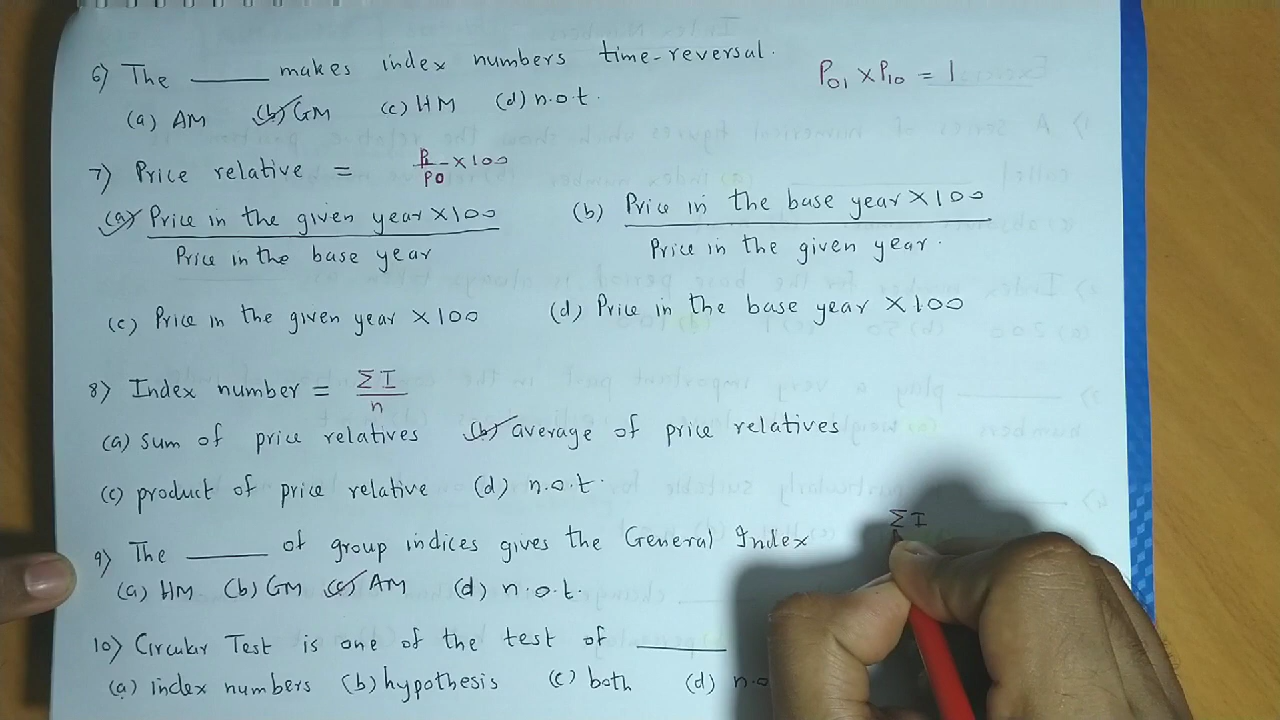 6) The ______ makes index numbers time-reversal.
P01 × P10 = 1
(a) AM (b) GM (c) HM (d) n.o.t.
7) Price relative = P1/P0 × 100
(a) Price in the given year × 100 / Price in the base year
(b) Price in the base year × 100 / Price in the given year.
(c) Price in the given year × 100 (d) Price in the base year × 100
8) Index number = ΣI / n
(a) sum of price relatives (b) average of price relatives
(c) product of price relative (d) n.o.t.
9) The ______ of group indices gives the General Index
ΣI
(a) HM (b) GM (c) AM (d) n.o.t.
10) Circular Test is one of the test of ______
(a) index numbers (b) hypothesis (c) both (d) n.o